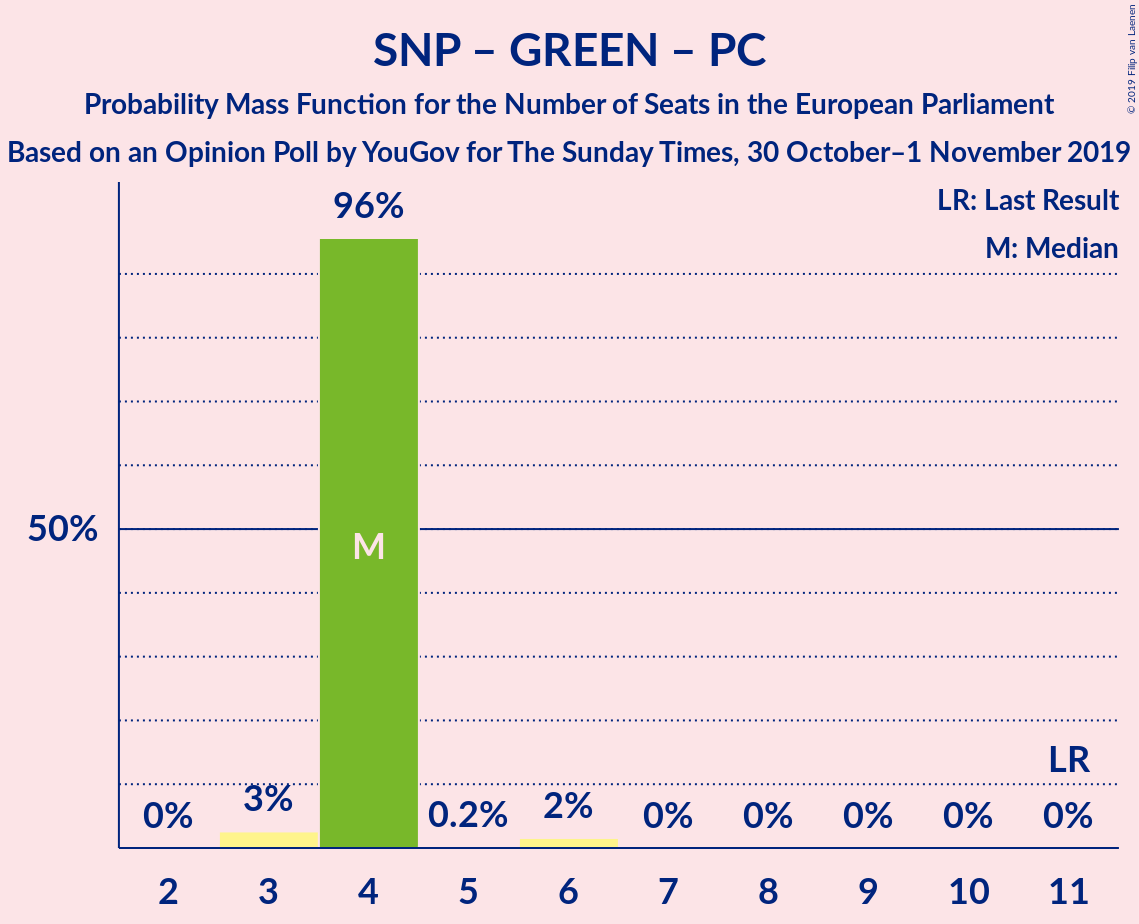 SNP – GREEN – PC
Probability Mass Function for the Number of Seats in the European Parliament
Based on an Opinion Poll by YouGov for The Sunday Times, 30 October–1 November 2019
© 2019 Filip van Laenen
LR: Last Result
M: Median
96%
50%
M
LR
0% 3% 0.2% 2% 0% 0% 0% 0% 0%
2 3 4 5 6 7 8 9 10 11